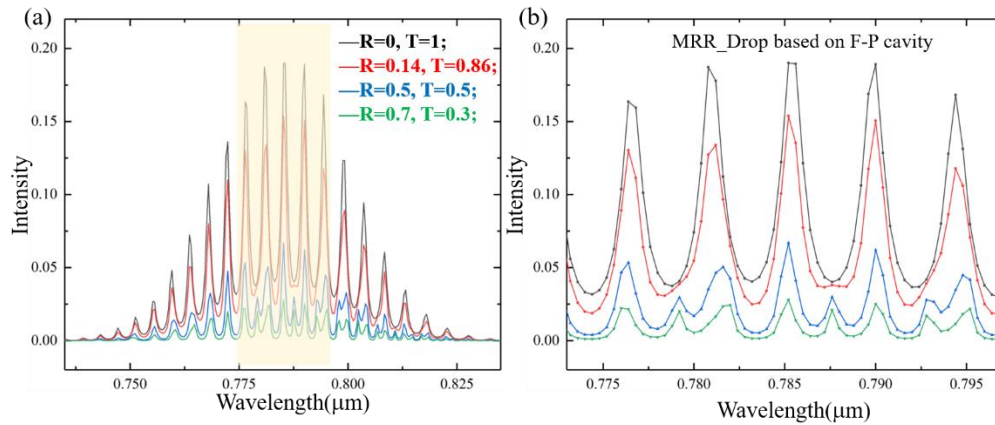 (a)
0.20
0.15
0.10
0.05
0.00
Intensity
R=0, T=1;
R=0.14, T=0.86;
R=0.5, T=0.5;
R=0.7, T=0.3;
0.750 0.775 0.800 0.825
Wavelength(μm)
(b)
MRR_Drop based on F-P cavity
0.20
0.15
0.10
0.05
0.00
Intensity
0.775 0.780 0.785 0.790 0.795
Wavelength(μm)